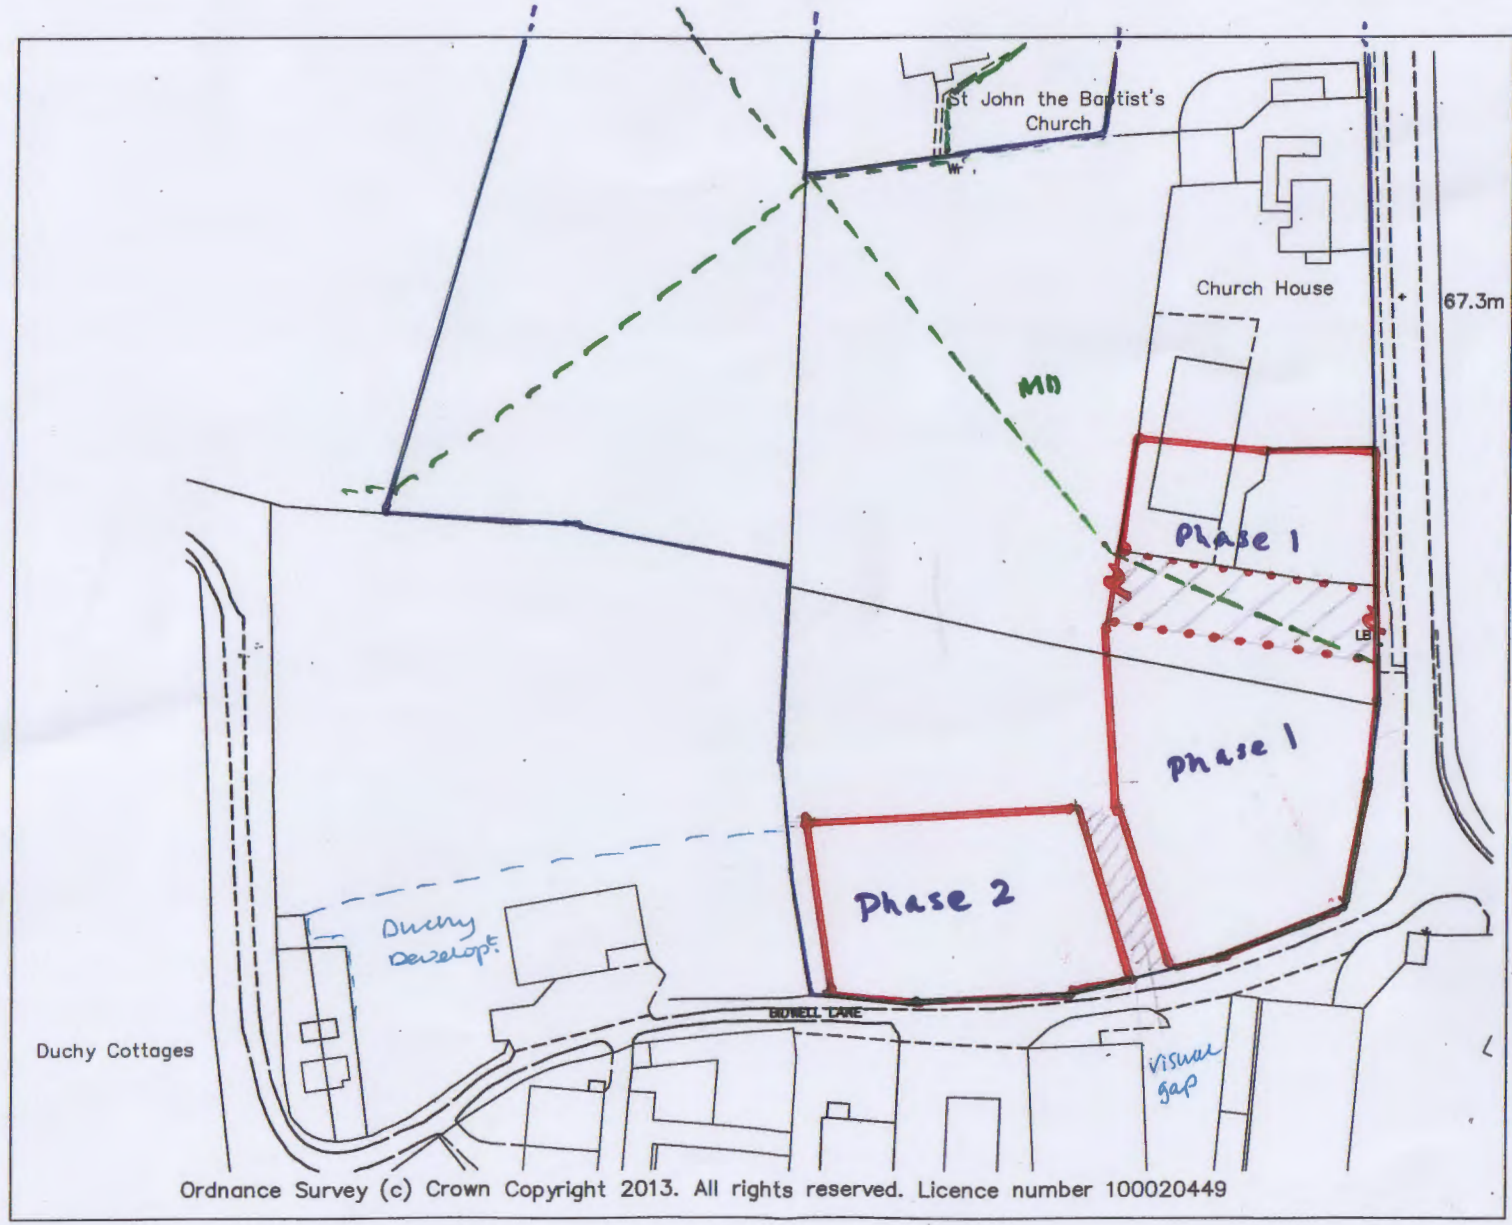 St John the Baptist's
Church
W
Church House
67.3m
MD
Phase 1
LB
Phase 1
Phase 2
Duchy
Developt.
BIDWELL LANE
Duchy Cottages
visual
gap
Ordnance Survey (c) Crown Copyright 2013. All rights reserved. Licence number 100020449